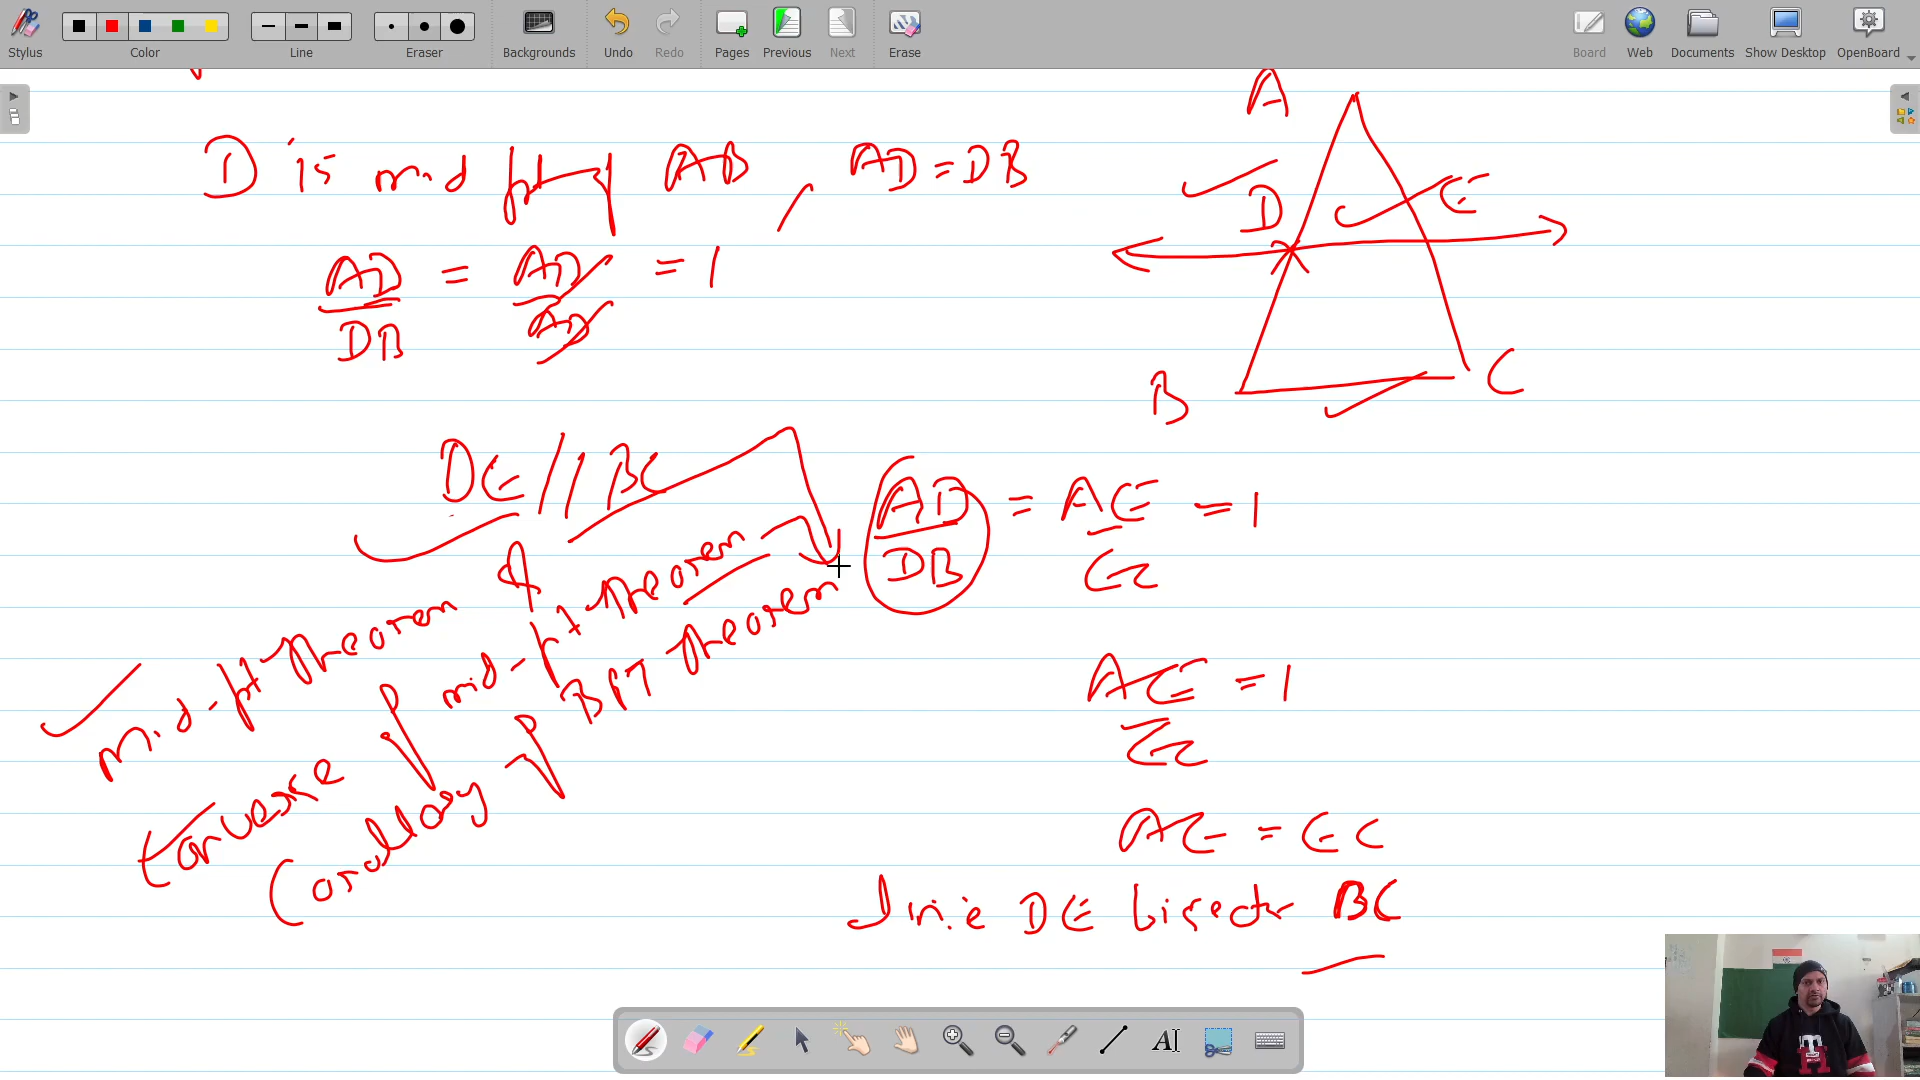 Stylus Color Line Eraser Backgrounds Undo Redo Pages Previous Next Erase Board Web Documents Show Desktop OpenBoard
A
D is mid pt of AB , AD = DB
D E
AD = AD = 1
DB AD
B C
DE // BC
AD = AE = 1
DB EC
mid-pt theorem
Converse of mid-pt theorem
Corollary of BPT theorem
AE = 1
EC
AE = EC
Line DE bisector BC